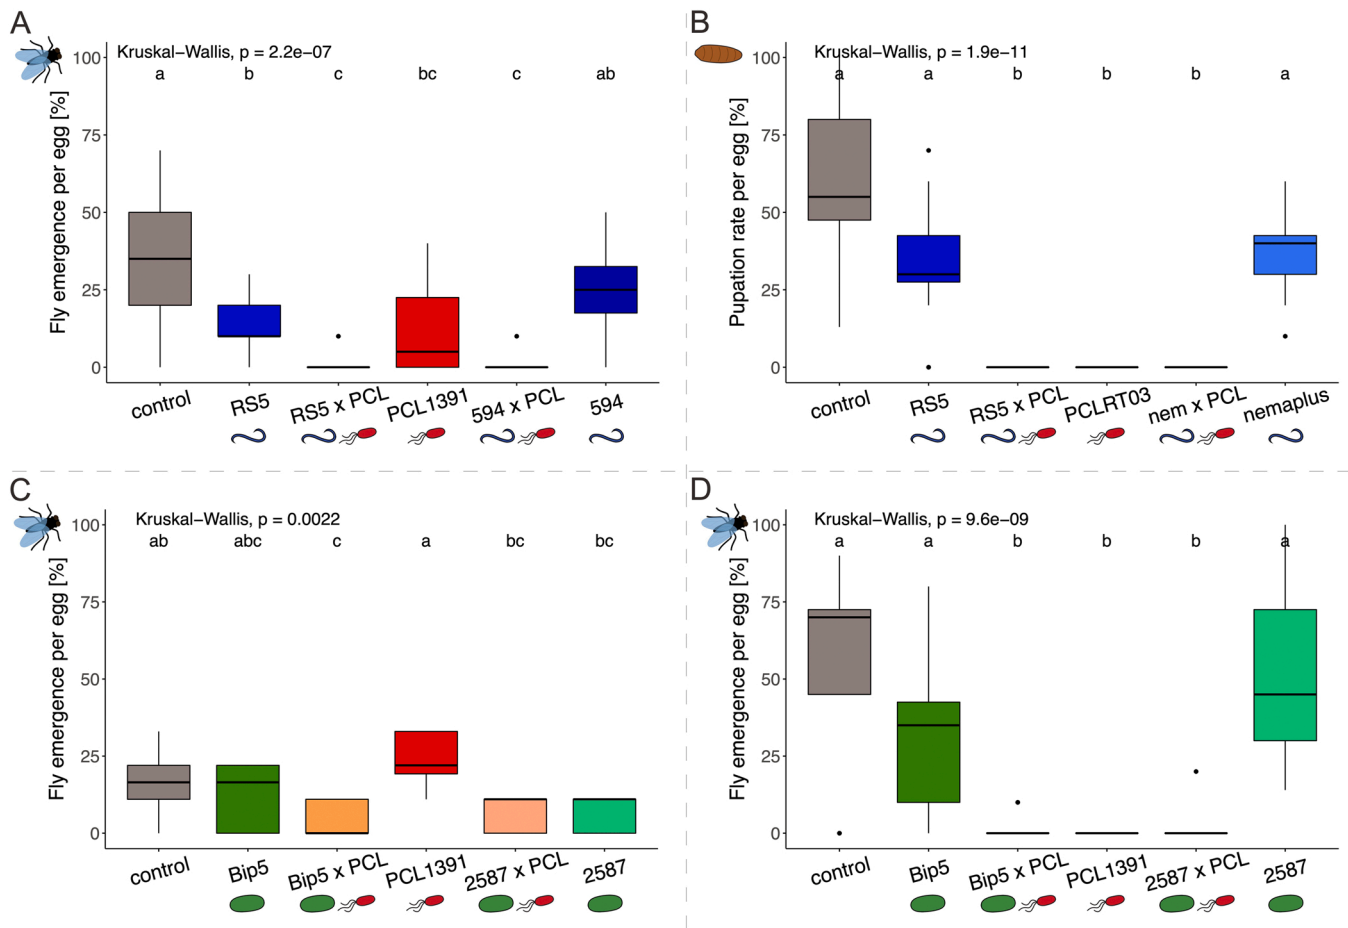 A
Kruskal–Wallis, p = 2.2e–07
a b c bc c ab
Fly emergence per egg [%]
100
75
50
25
0
control RS5 RS5 x PCL PCL1391 594 x PCL 594
B
Kruskal–Wallis, p = 1.9e–11
a a b b b a
Pupation rate per egg [%]
100
75
50
25
0
control RS5 RS5 x PCL PCLRT03 nem x PCL nemaplus
C
Kruskal–Wallis, p = 0.0022
ab abc c a bc bc
Fly emergence per egg [%]
100
75
50
25
0
control Bip5 Bip5 x PCL PCL1391 2587 x PCL 2587
D
Kruskal–Wallis, p = 9.6e–09
a a b b b a
Fly emergence per egg [%]
100
75
50
25
0
control Bip5 Bip5 x PCL PCL1391 2587 x PCL 2587